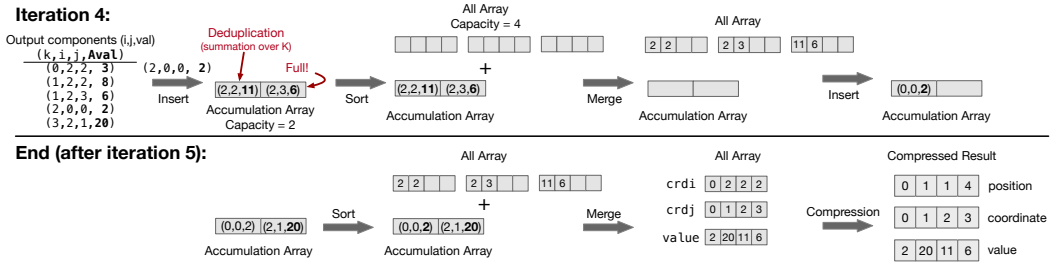 Iteration 4:
Output components (i,j,val)
(k,i,j,Aval)
(0,2,2, 3)
(1,2,2, 8)
(1,2,3, 6)
(2,0,0, 2)
(3,2,1,20)
(2,0,0, 2)
Insert
Deduplication
(summation over K)
Full!
(2,2,11) (2,3,6)
Accumulation Array
Capacity = 2
Sort
All Array
Capacity = 4
+
(2,2,11) (2,3,6)
Accumulation Array
Merge
All Array
2 2
2 3
11 6
Accumulation Array
Insert
(0,0,2)
Accumulation Array
End (after iteration 5):
(0,0,2) (2,1,20)
Accumulation Array
Sort
All Array
2 2
2 3
11 6
+
(0,0,2) (2,1,20)
Accumulation Array
Merge
All Array
crdi 0 2 2 2
crdj 0 1 2 3
value 2 20 11 6
Compression
Compressed Result
0 1 1 4 position
0 1 2 3 coordinate
2 20 11 6 value